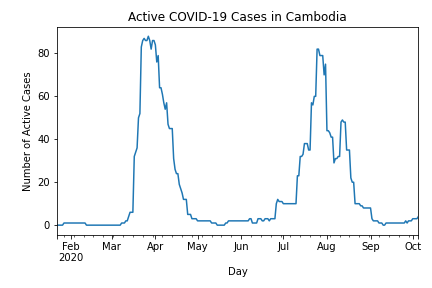 Active COVID-19 Cases in Cambodia
Number of Active Cases
80
60
40
20
0
Feb Mar Apr May Jun Jul Aug Sep Oct
2020
Day